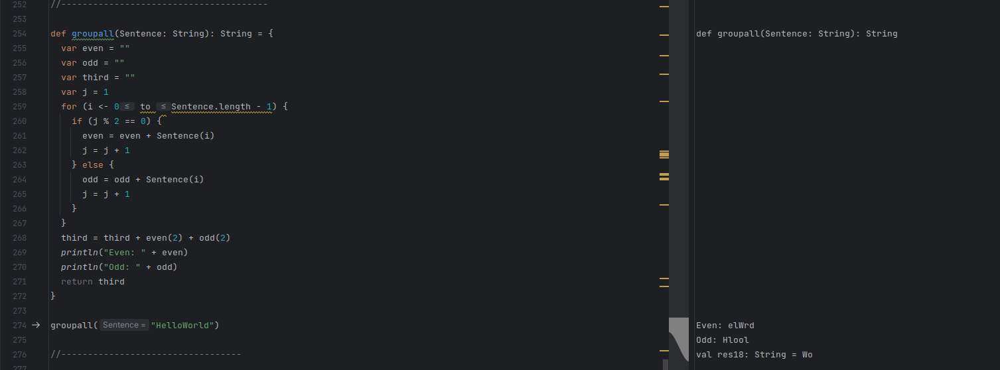 252 //---------------------------------------
253
254 def groupall(Sentence: String): String = { def groupall(Sentence: String): String
255 var even = ""
256 var odd = ""
257 var third = ""
258 var j = 1
259 for (i <- 0 ≤ to ≤ Sentence.length - 1) {
260 if (j % 2 == 0) {
261 even = even + Sentence(i)
262 j = j + 1
263 } else {
264 odd = odd + Sentence(i)
265 j = j + 1
266 }
267 }
268 third = third + even(2) + odd(2)
269 println("Even: " + even)
270 println("Odd: " + odd)
271 return third
272 }
273
274 groupall( Sentence = "HelloWorld") Even: elWrd
275 Odd: Hlool
276 //---------------------------------- val res18: String = Wo
277